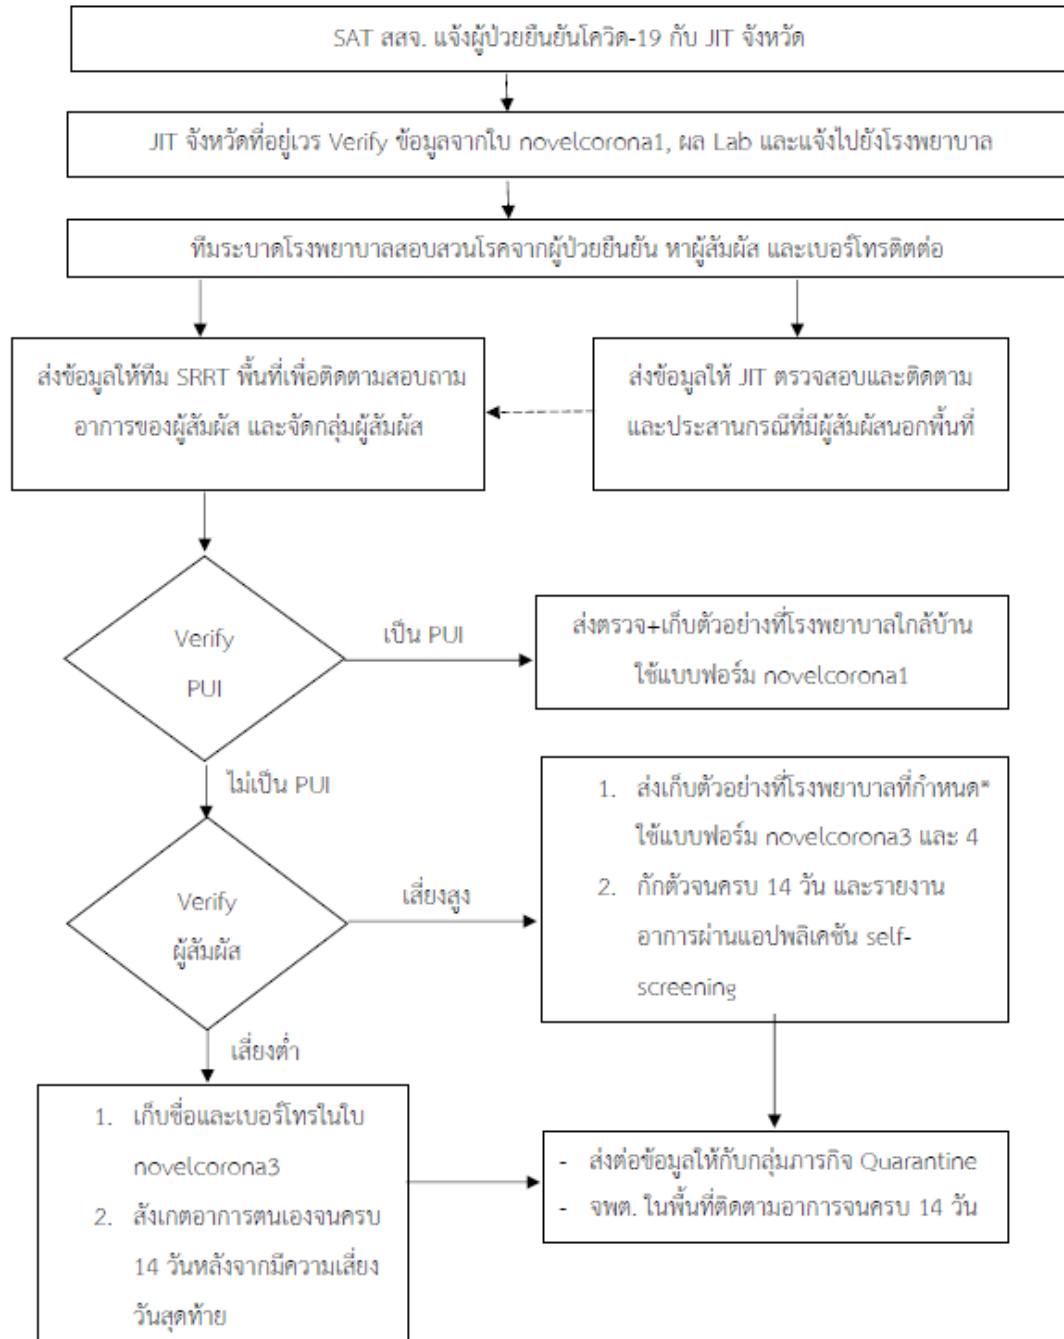 SAT สสจ. แจ้งผู้ป่วยยืนยันโควิด-19 กับ JIT จังหวัด
JIT จังหวัดที่อยู่เวร Verify ข้อมูลจากใบ novelcorona1, ผล Lab และแจ้งไปยังโรงพยาบาล
ทีมระบาดโรงพยาบาลสอบสวนโรคจากผู้ป่วยยืนยัน หาผู้สัมผัส และเบอร์โทรติตต่อ
ส่งข้อมูลให้ทีม SRRT พื้นที่เพื่อติดตามสอบถาม
อาการของผู้สัมผัส และจัดกลุ่มผู้สัมผัส
ส่งข้อมูลให้ JIT ตรวจสอบและติดตาม
และประสานกรณีที่มีผู้สัมผัสนอกพื้นที่
Verify
PUI
เป็น PUI
ส่งตรวจ+เก็บตัวอย่างที่โรงพยาบาลใกล้บ้าน
ใช้แบบฟอร์ม novelcorona1
ไม่เป็น PUI
Verify
ผู้สัมผัส
เสี่ยงสูง
1. ส่งเก็บตัวอย่างที่โรงพยาบาลที่กำหนด*
ใช้แบบฟอร์ม novelcorona3 และ 4
2. กักตัวจนครบ 14 วัน และรายงาน
อาการผ่านแอปพลิเคชัน self-
screening
เสี่ยงต่ำ
1. เก็บชื่อและเบอร์โทรในใบ
novelcorona3
2. สังเกตอาการตนเองจนครบ
14 วันหลังจากมีความเสี่ยง
วันสุดท้าย
- ส่งต่อข้อมูลให้กับกลุ่มภารกิจ Quarantine
- จพต. ในพื้นที่ติดตามอาการจนครบ 14 วัน